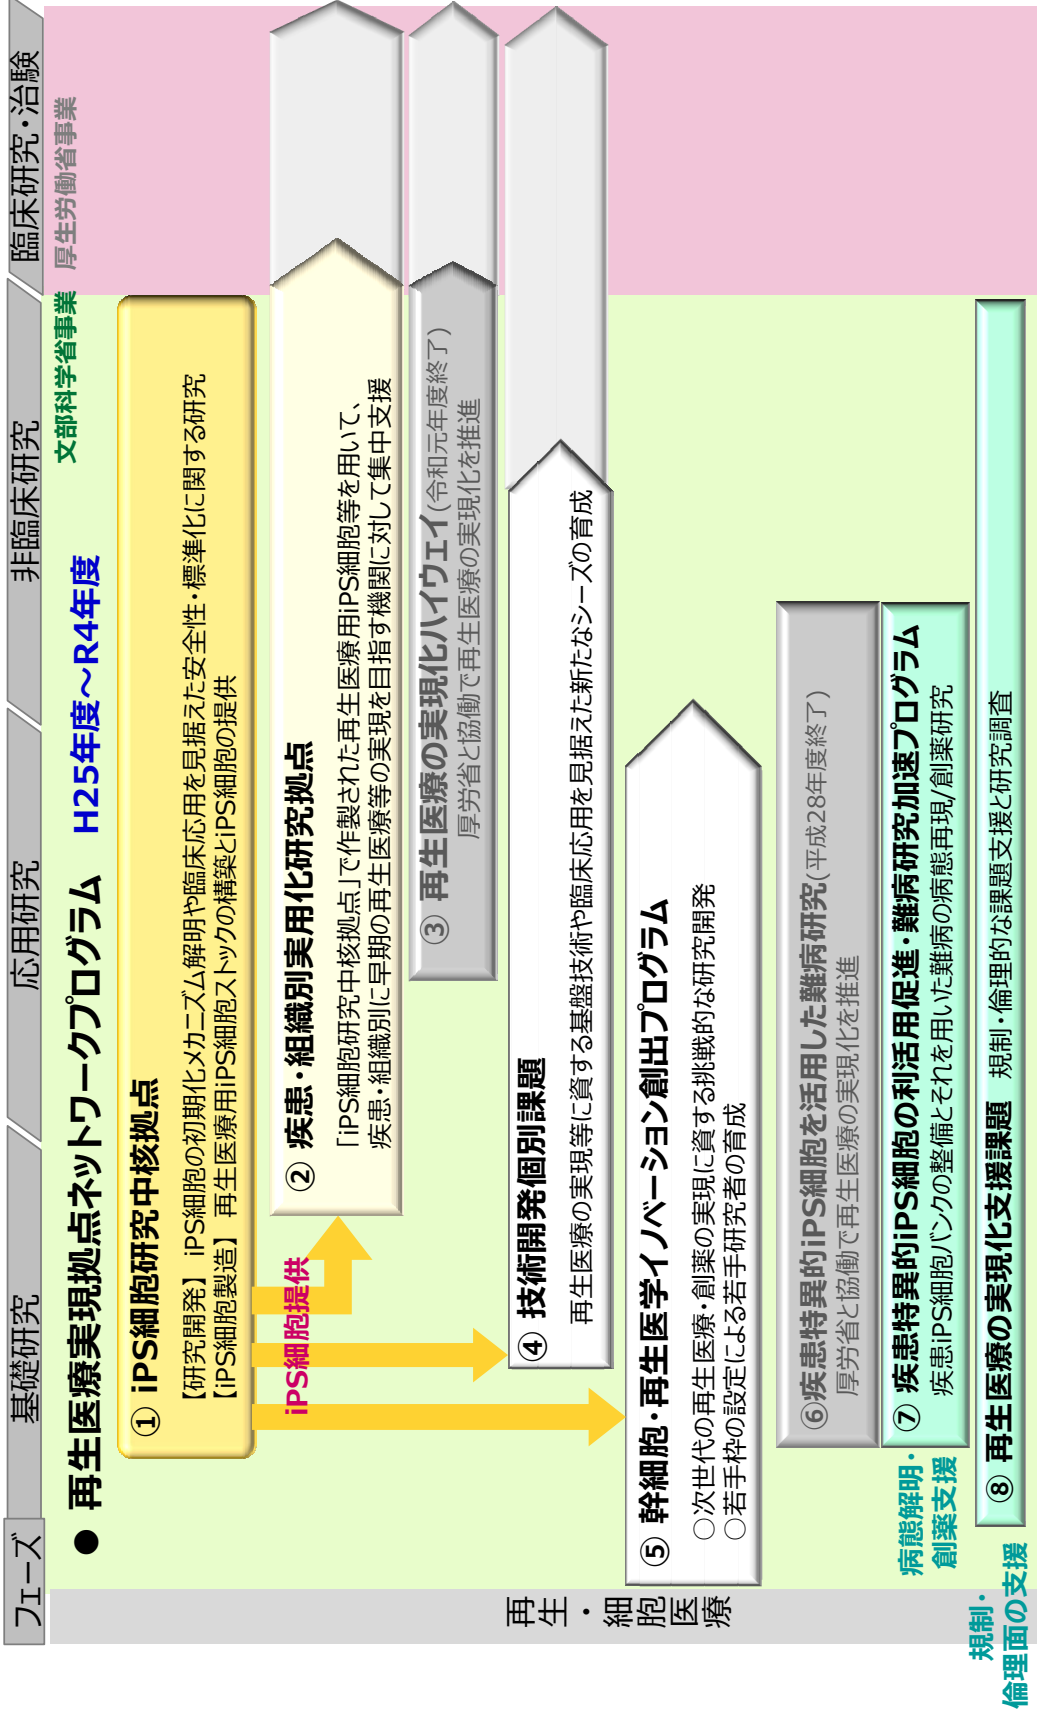 フェーズ
基礎研究
応用研究
非臨床研究
臨床研究・治験
文部科学省事業
厚生労働省事業
● 再生医療実現拠点ネットワークプログラム　H25年度～R4年度
① iPS細胞研究中核拠点
【研究開発】 iPS細胞の初期化メカニズム解明や臨床応用を見据えた安全性・標準化に関する研究
【iPS細胞製造】 再生医療用iPS細胞ストックの構築とiPS細胞の提供
iPS細胞提供
② 疾患・組織別実用化研究拠点
「iPS細胞研究中核拠点」で作製された再生医療用iPS細胞等を用いて、
疾患・組織別に早期の再生医療等の実現を目指す機関に対して集中支援
③ 再生医療の実現化ハイウェイ(令和元年度終了)
厚労省と協働で再生医療の実現化を推進
④ 技術開発個別課題
再生医療の実現等に資する基盤技術や臨床応用を見据えた新たなシーズの育成
再生・細胞医療
⑤ 幹細胞・再生医学イノベーション創出プログラム
○次世代の再生医療・創薬の実現に資する挑戦的な研究開発
○若手枠の設定による若手研究者の育成
⑥疾患特異的iPS細胞を活用した難病研究(平成28年度終了)
厚労省と協働で再生医療の実現化を推進
病態解明・
創薬支援
⑦ 疾患特異的iPS細胞の利活用促進・難病研究加速プログラム
疾患iPS細胞バンクの整備とそれを用いた難病の病態再現/創薬研究
規制・
倫理面の支援
⑧ 再生医療の実現化支援課題　規制・倫理的な課題支援と研究調査